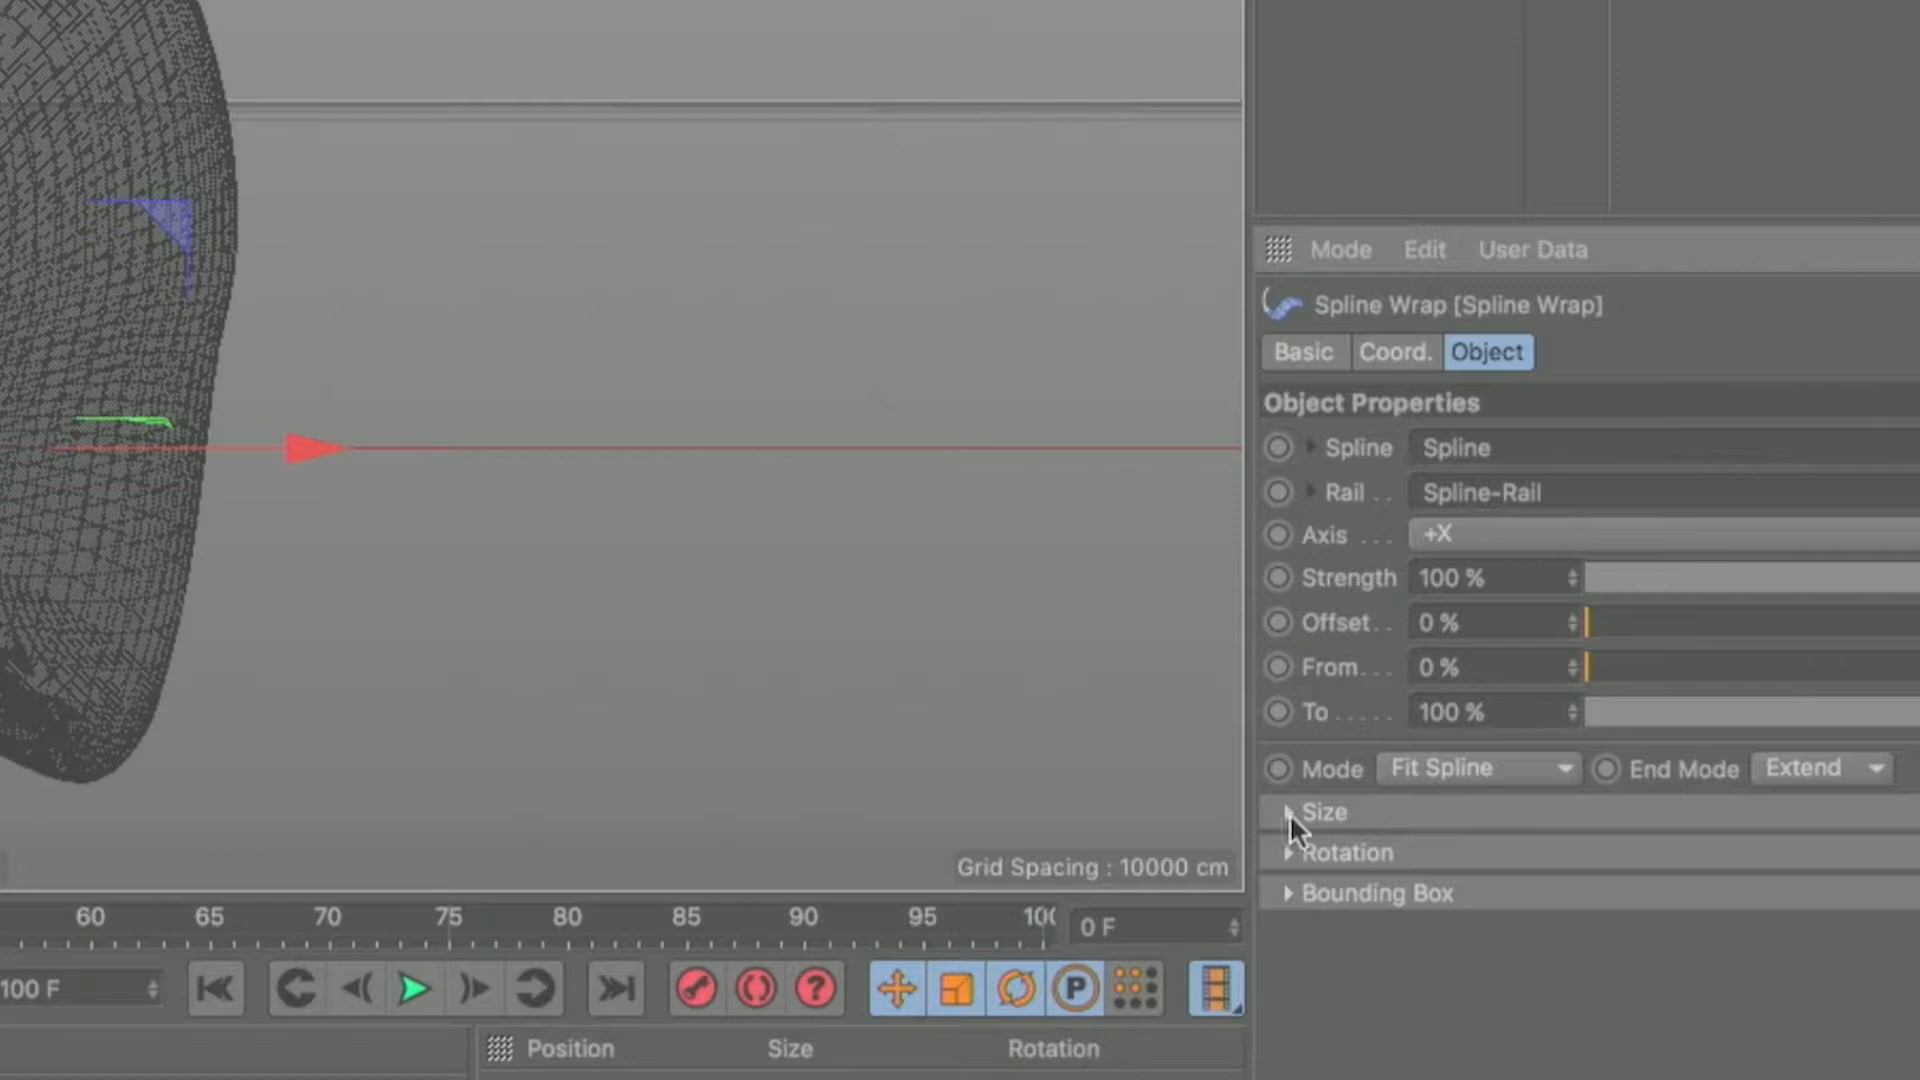 Mode Edit User Data
Spline Wrap [Spline Wrap]
Basic Coord. Object
Object Properties
Spline Spline
Rail . . Spline-Rail
Axis . . . +X
Strength 100 %
Offset . . 0 %
From . . . 0 %
To . . . . . 100 %
Mode Fit Spline End Mode Extend
Size
Rotation
Bounding Box
Grid Spacing : 10000 cm
60 65 70 75 80 85 90 95 100
0 F
100 F
P
Position Size Rotation